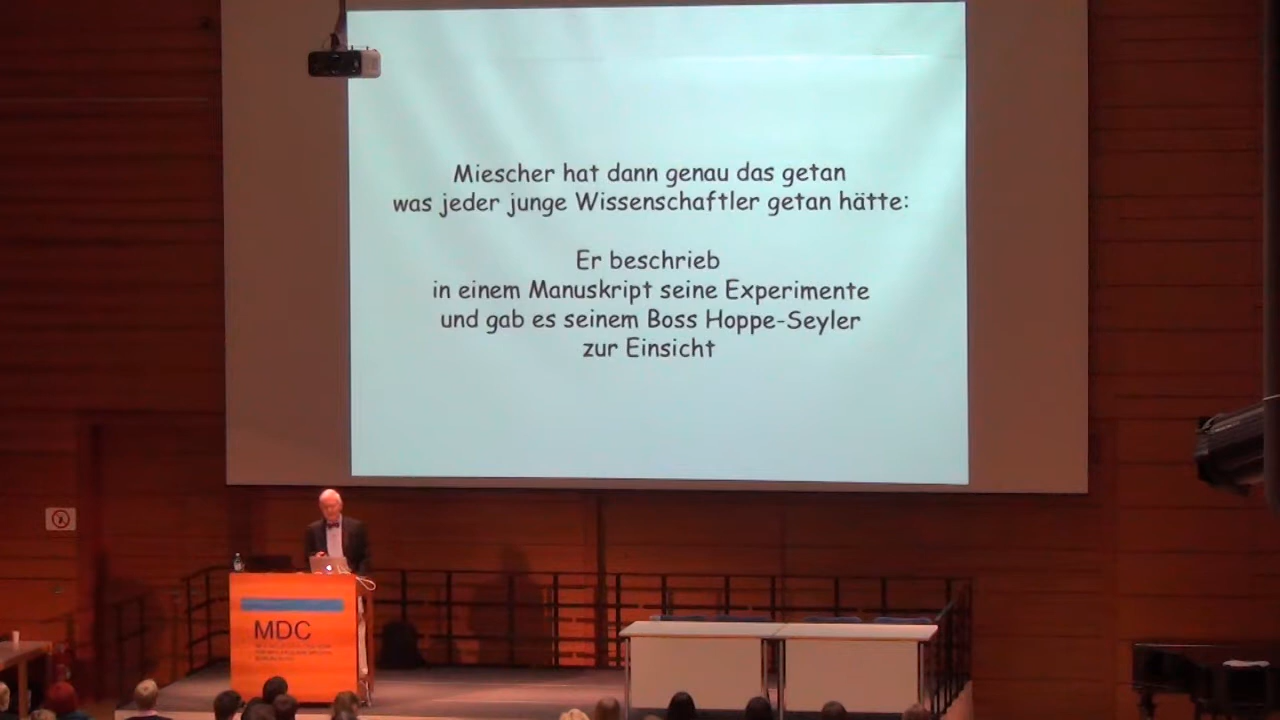 Miescher hat dann genau das getan
was jeder junge Wissenschaftler getan hätte:
Er beschrieb
in einem Manuskript seine Experimente
und gab es seinem Boss Hoppe-Seyler
zur Einsicht
MDC